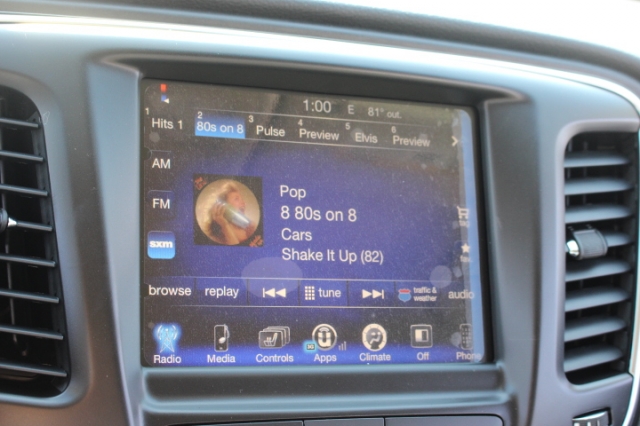 1:00 E 81° out.
1 Hits 1 2 80s on 8 3 Pulse 4 Preview 5 Elvis 6 Preview
AM
FM
sxm
Pop
8 80s on 8
Cars
Shake It Up (82)
browse replay tune traffic & weather audio
Radio Media Controls Apps Climate Off Phone